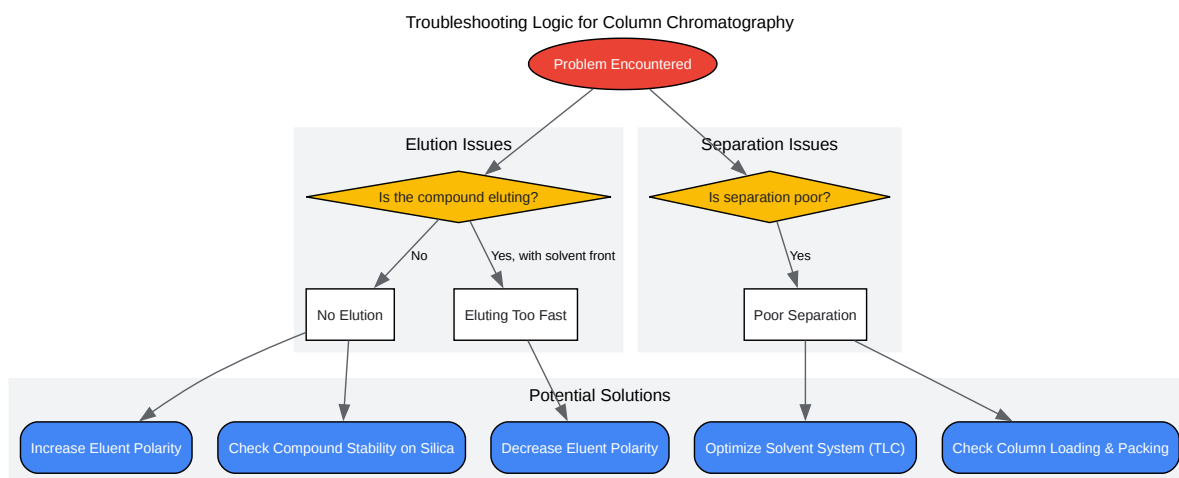 Troubleshooting Logic for Column Chromatography
Problem Encountered
Elution Issues
Separation Issues
Is the compound eluting?
Is separation poor?
No
Yes, with solvent front
Yes
No Elution
Eluting Too Fast
Poor Separation
Potential Solutions
Increase Eluent Polarity
Check Compound Stability on Silica
Decrease Eluent Polarity
Optimize Solvent System (TLC)
Check Column Loading & Packing